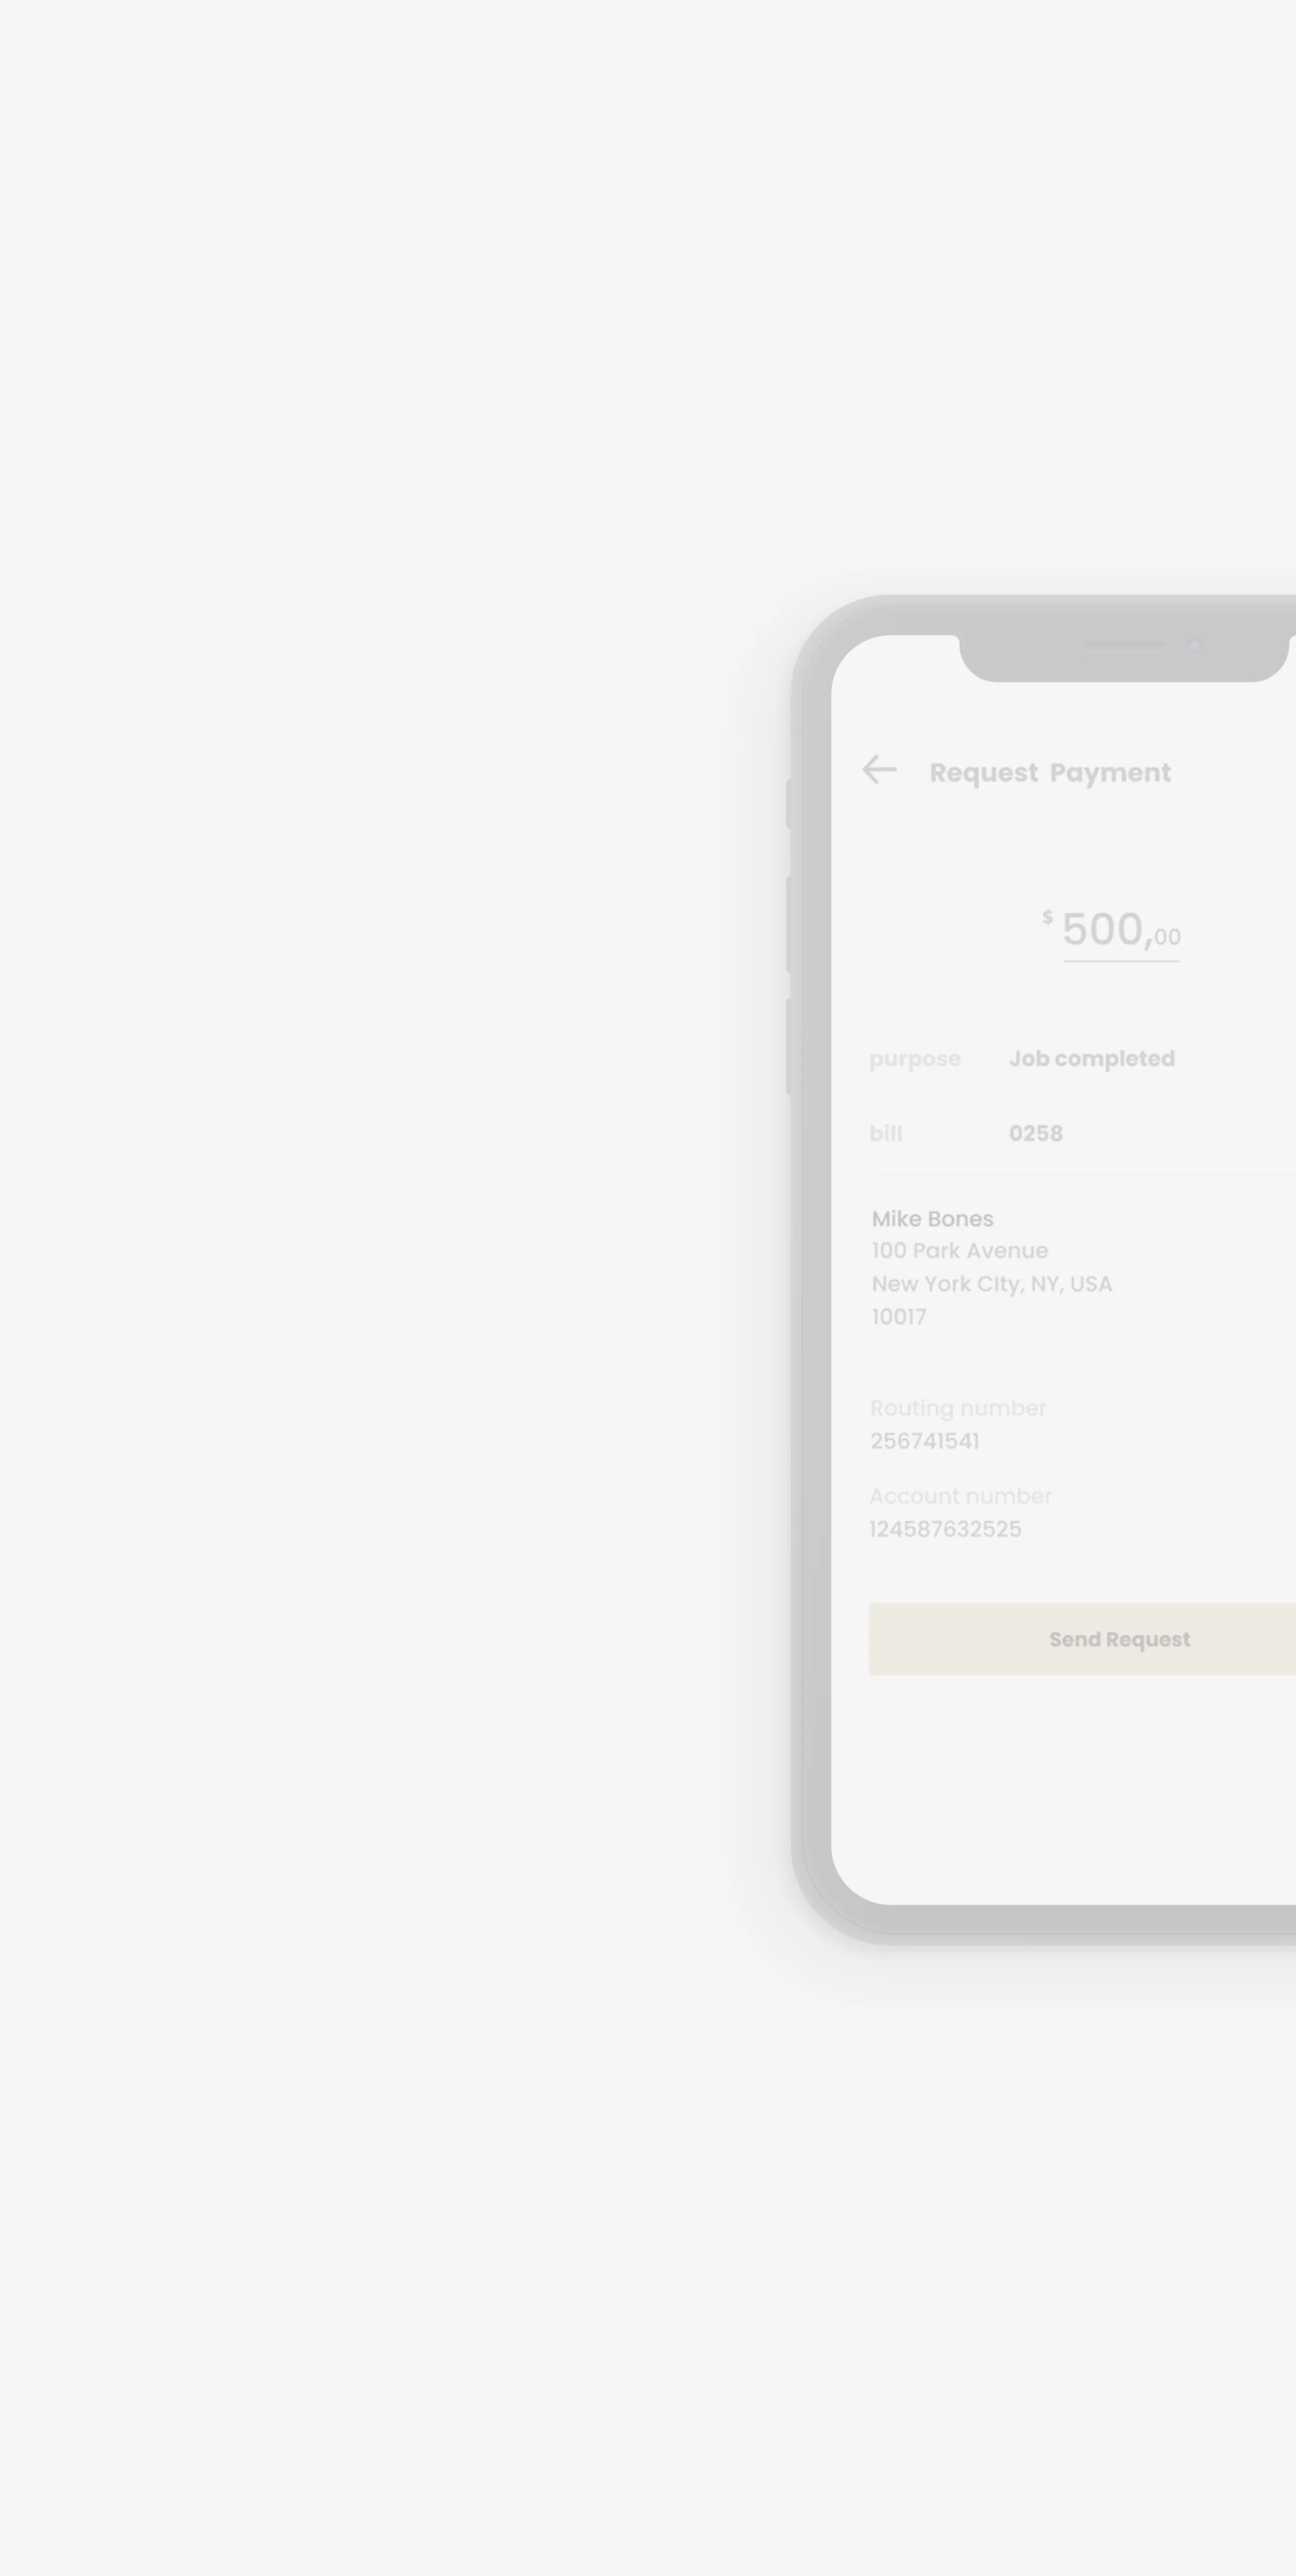 Request Payment
$ 500,00
purpose Job completed
bill 0258
Mike Bones
100 Park Avenue
New York CIty, NY, USA
10017
Routing number
256741541
Account number
124587632525
Send Request